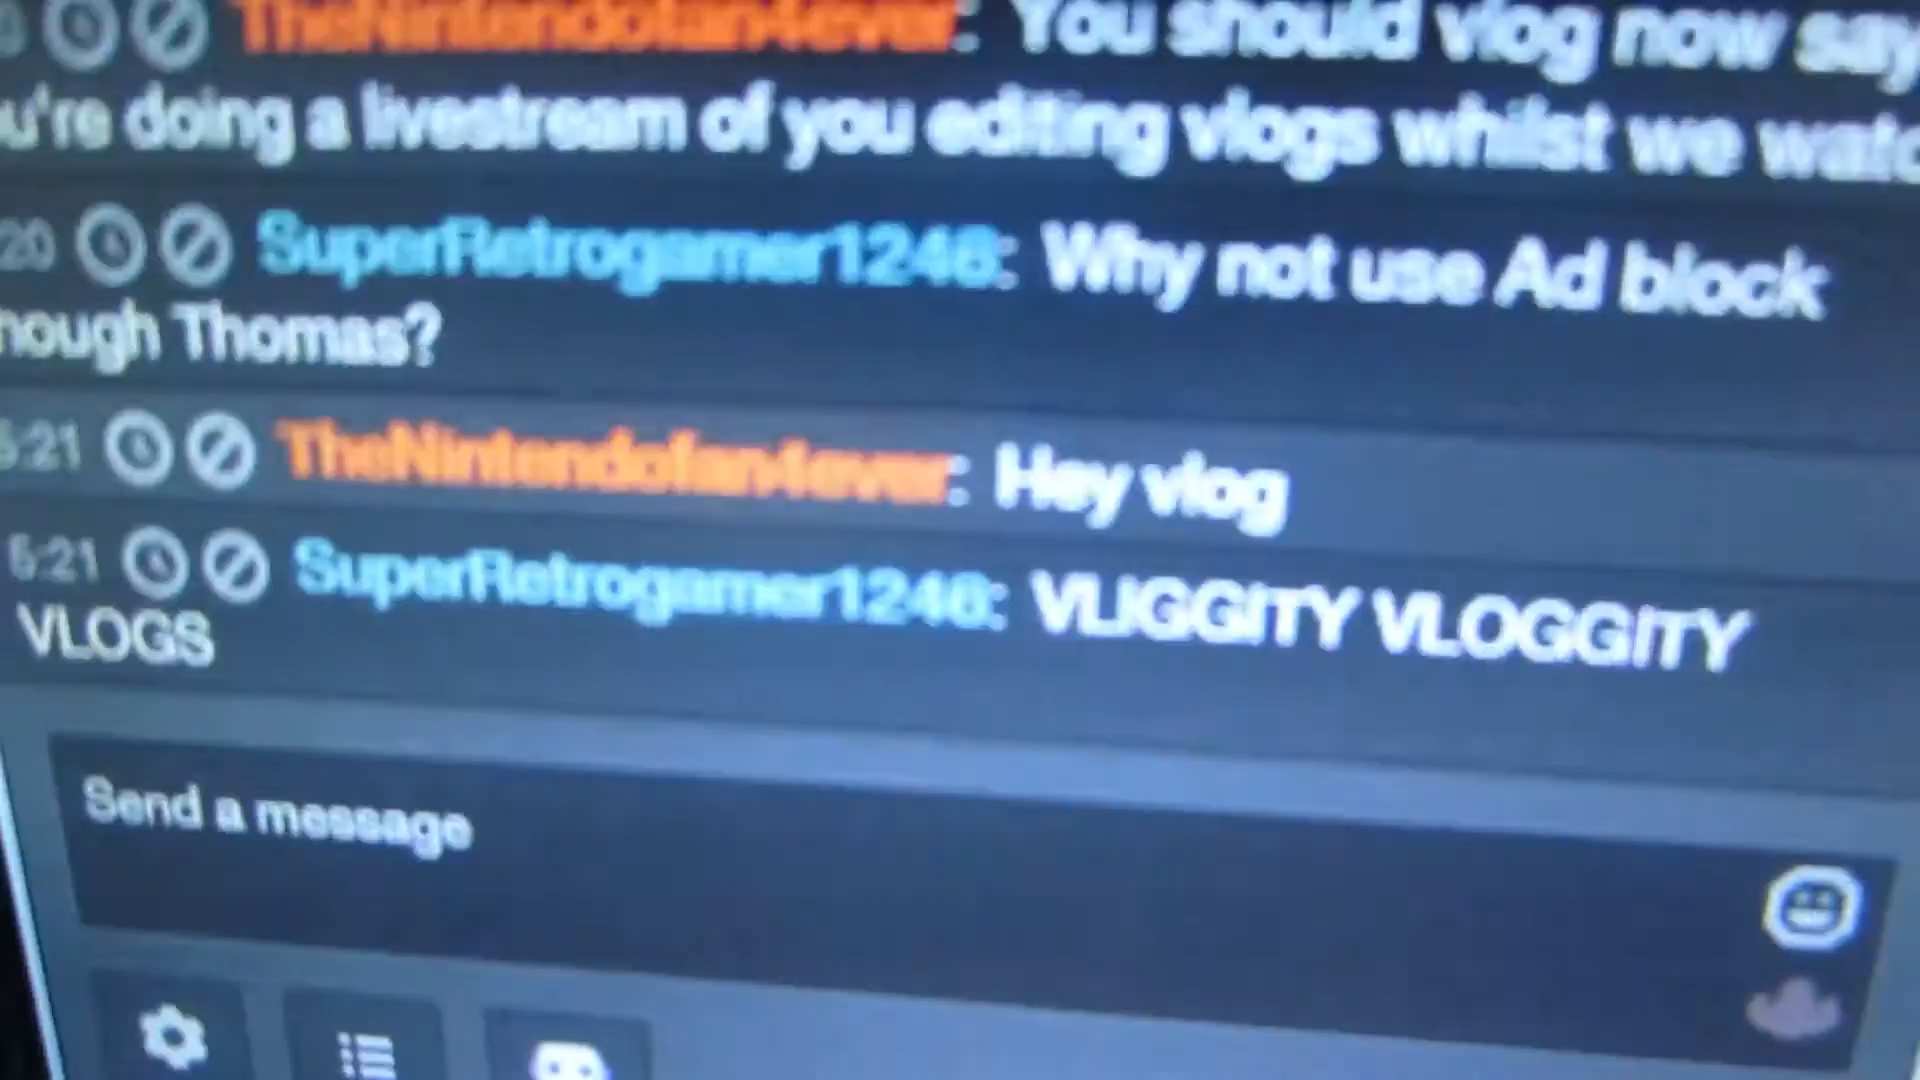 TheNintendofan4ever: You should vlog now say
u're doing a livestream of you editing vlogs whilst we watc
20 SuperRetrogamer1246: Why not use Ad block
hough Thomas?
5:21 TheNintendofan4ever: Hey vlog
5:21 SuperRetrogamer1246: VLIGGITY VLOGGITY
VLOGS
Send a message